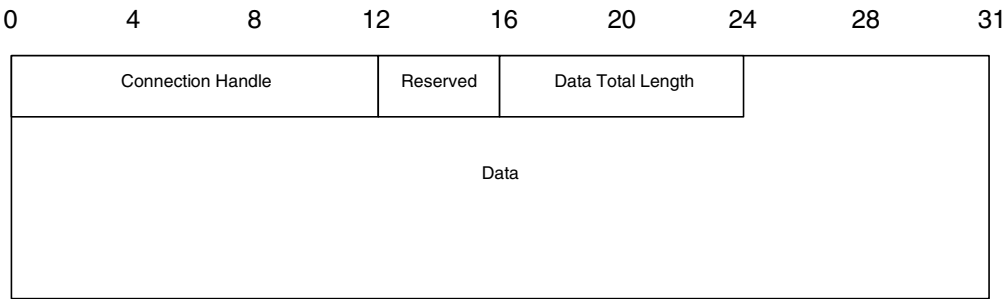 0 4 8 12 16 20 24 28 31
Connection Handle Reserved Data Total Length
Data